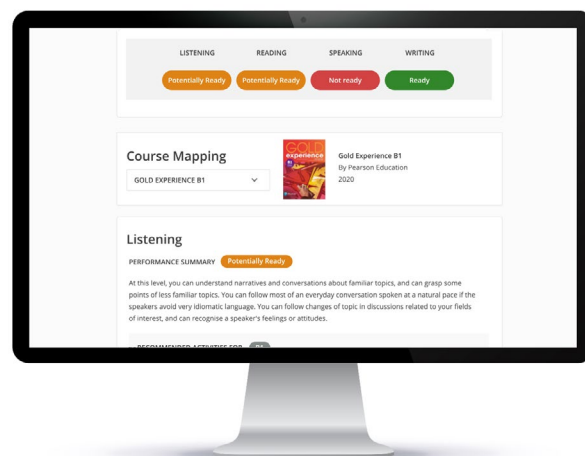 LISTENING READING SPEAKING WRITING
Potentially Ready Potentially Ready Not ready Ready
Course Mapping
GOLD EXPERIENCE B1
GOLD
experience
Gold Experience B1
By Pearson Education
2020
Listening
PERFORMANCE SUMMARY Potentially Ready
At this level, you can understand narratives and conversations about familiar topics, and can grasp some
points of less familiar topics. You can follow most of an everyday conversation spoken at a natural pace if the
speakers avoid very idiomatic language. You can follow changes of topic in discussions related to your fields
of interest, and can recognise a speaker's feelings or attitudes.
RECOMMENDED ACTIVITIES FOR B1